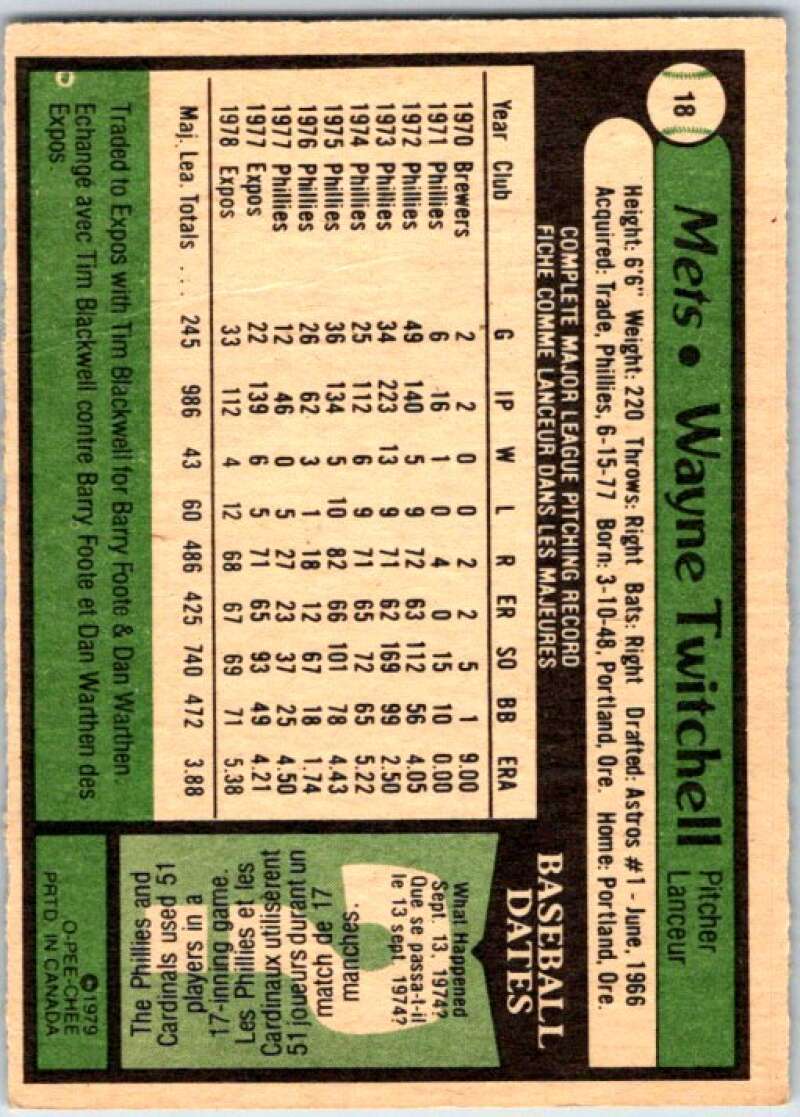 18
Mets • Wayne Twitchell Pitcher
Lanceur
Height: 6'6" Weight: 220 Throws: Right Bats: Right Drafted: Astros #1 - June, 1966
Acquired: Trade, Phillies, 6-15-77 Born: 3-10-48, Portland, Ore. Home: Portland, Ore.
COMPLETE MAJOR LEAGUE PITCHING RECORD
FICHE COMME LANCEUR DANS LES MAJEURES
Year Club G IP W L R ER SO BB ERA
1970 Brewers 2 2 0 0 2 2 5 1 9.00
1971 Phillies 6 16 1 0 4 0 15 10 0.00
1972 Phillies 49 140 5 9 72 63 112 56 4.05
1973 Phillies 34 223 13 9 71 62 169 99 2.50
1974 Phillies 25 112 6 9 71 65 72 65 5.22
1975 Phillies 36 134 5 10 82 66 101 78 4.43
1976 Phillies 26 62 3 1 18 12 67 18 1.74
1977 Phillies 12 46 0 5 27 23 37 25 4.50
1977 Expos 22 139 6 5 71 65 93 49 4.21
1978 Expos 33 112 4 12 68 67 69 71 5.38
Maj. Lea. Totals ... 245 986 43 60 486 425 740 472 3.88
Traded to Expos with Tim Blackwell for Barry Foote & Dan Warthen.
Echangé avec Tim Blackwell contre Barry Foote et Dan Warthen des
Expos.
BASEBALL
DATES
What Happened
Sept. 13, 1974?
Que se passa-t-il
le 13 sept. 1974?
The Phillies and
Cardinals used 51
players in a
17-inning game.
Les Phillies et les
Cardinaux utiliserent
51 joueurs durant un
match de 17
manches.
©1979
O-PEE-CHEE
PRTD. IN CANADA